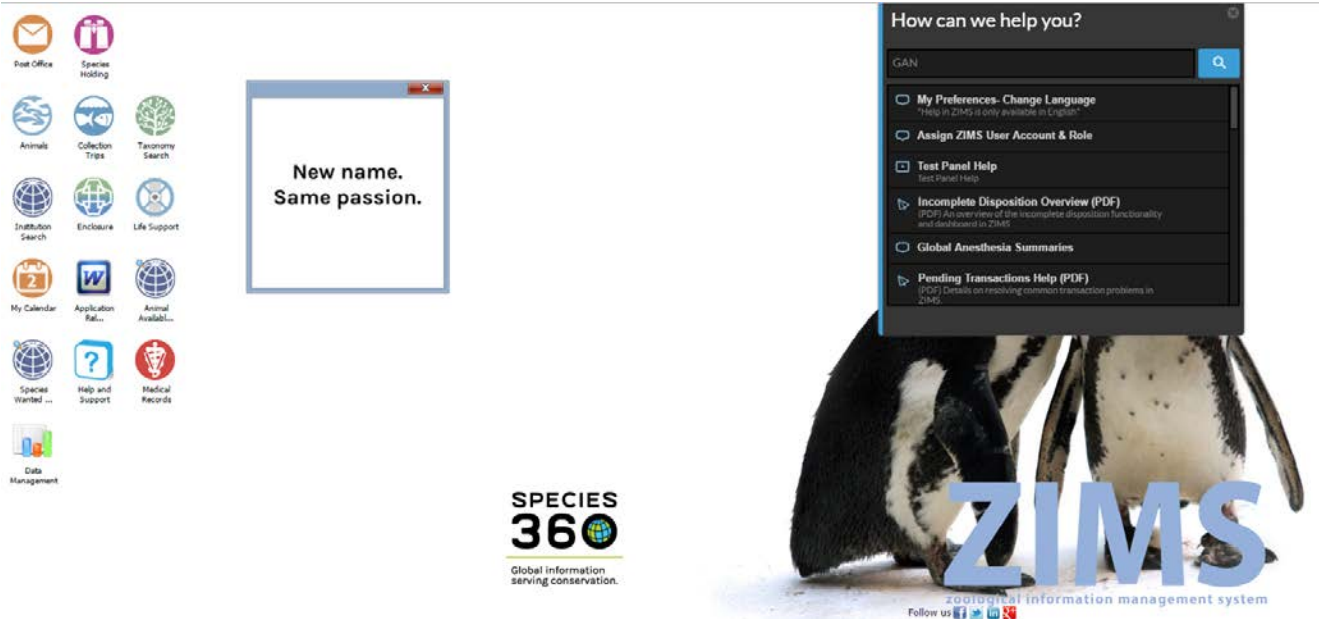 Post Office
Species
Holding
Animals
Collection
Trips
Taxonomy
Search
Institution
Search
Enclosure
Life Support
2
My Calendar
W
Application
Rel...
Animal
Availabl...
Species
Wanted ...
?
Help and
Support
Medical
Records
Data
Management
X
New name.
Same passion.
SPECIES
360
Global information
serving conservation.
How can we help you?
GAN
My Preferences- Change Language
"Help in ZIMS is only available in English"
Assign ZIMS User Account & Role
Test Panel Help
Test Panel Help
Incomplete Disposition Overview (PDF)
(PDF) An overview of the incomplete disposition functionality
and dashboard in ZIMS
Global Anesthesia Summaries
Pending Transactions Help (PDF)
(PDF) Details on resolving common transaction problems in
ZIMS.
ZIMS
zoological information management system
Follow us f in g+